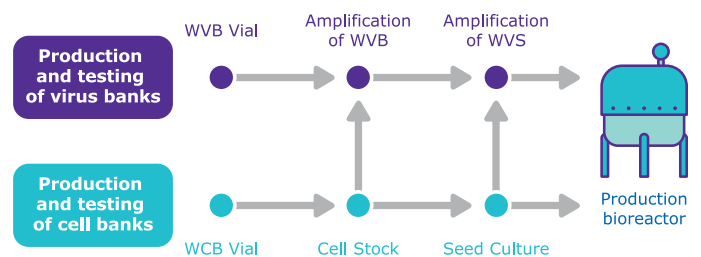 Production
and testing
of virus banks
WVB Vial
Amplification
of WVB
Amplification
of WVS
Production
and testing
of cell banks
WCB Vial
Cell Stock
Seed Culture
Production
bioreactor